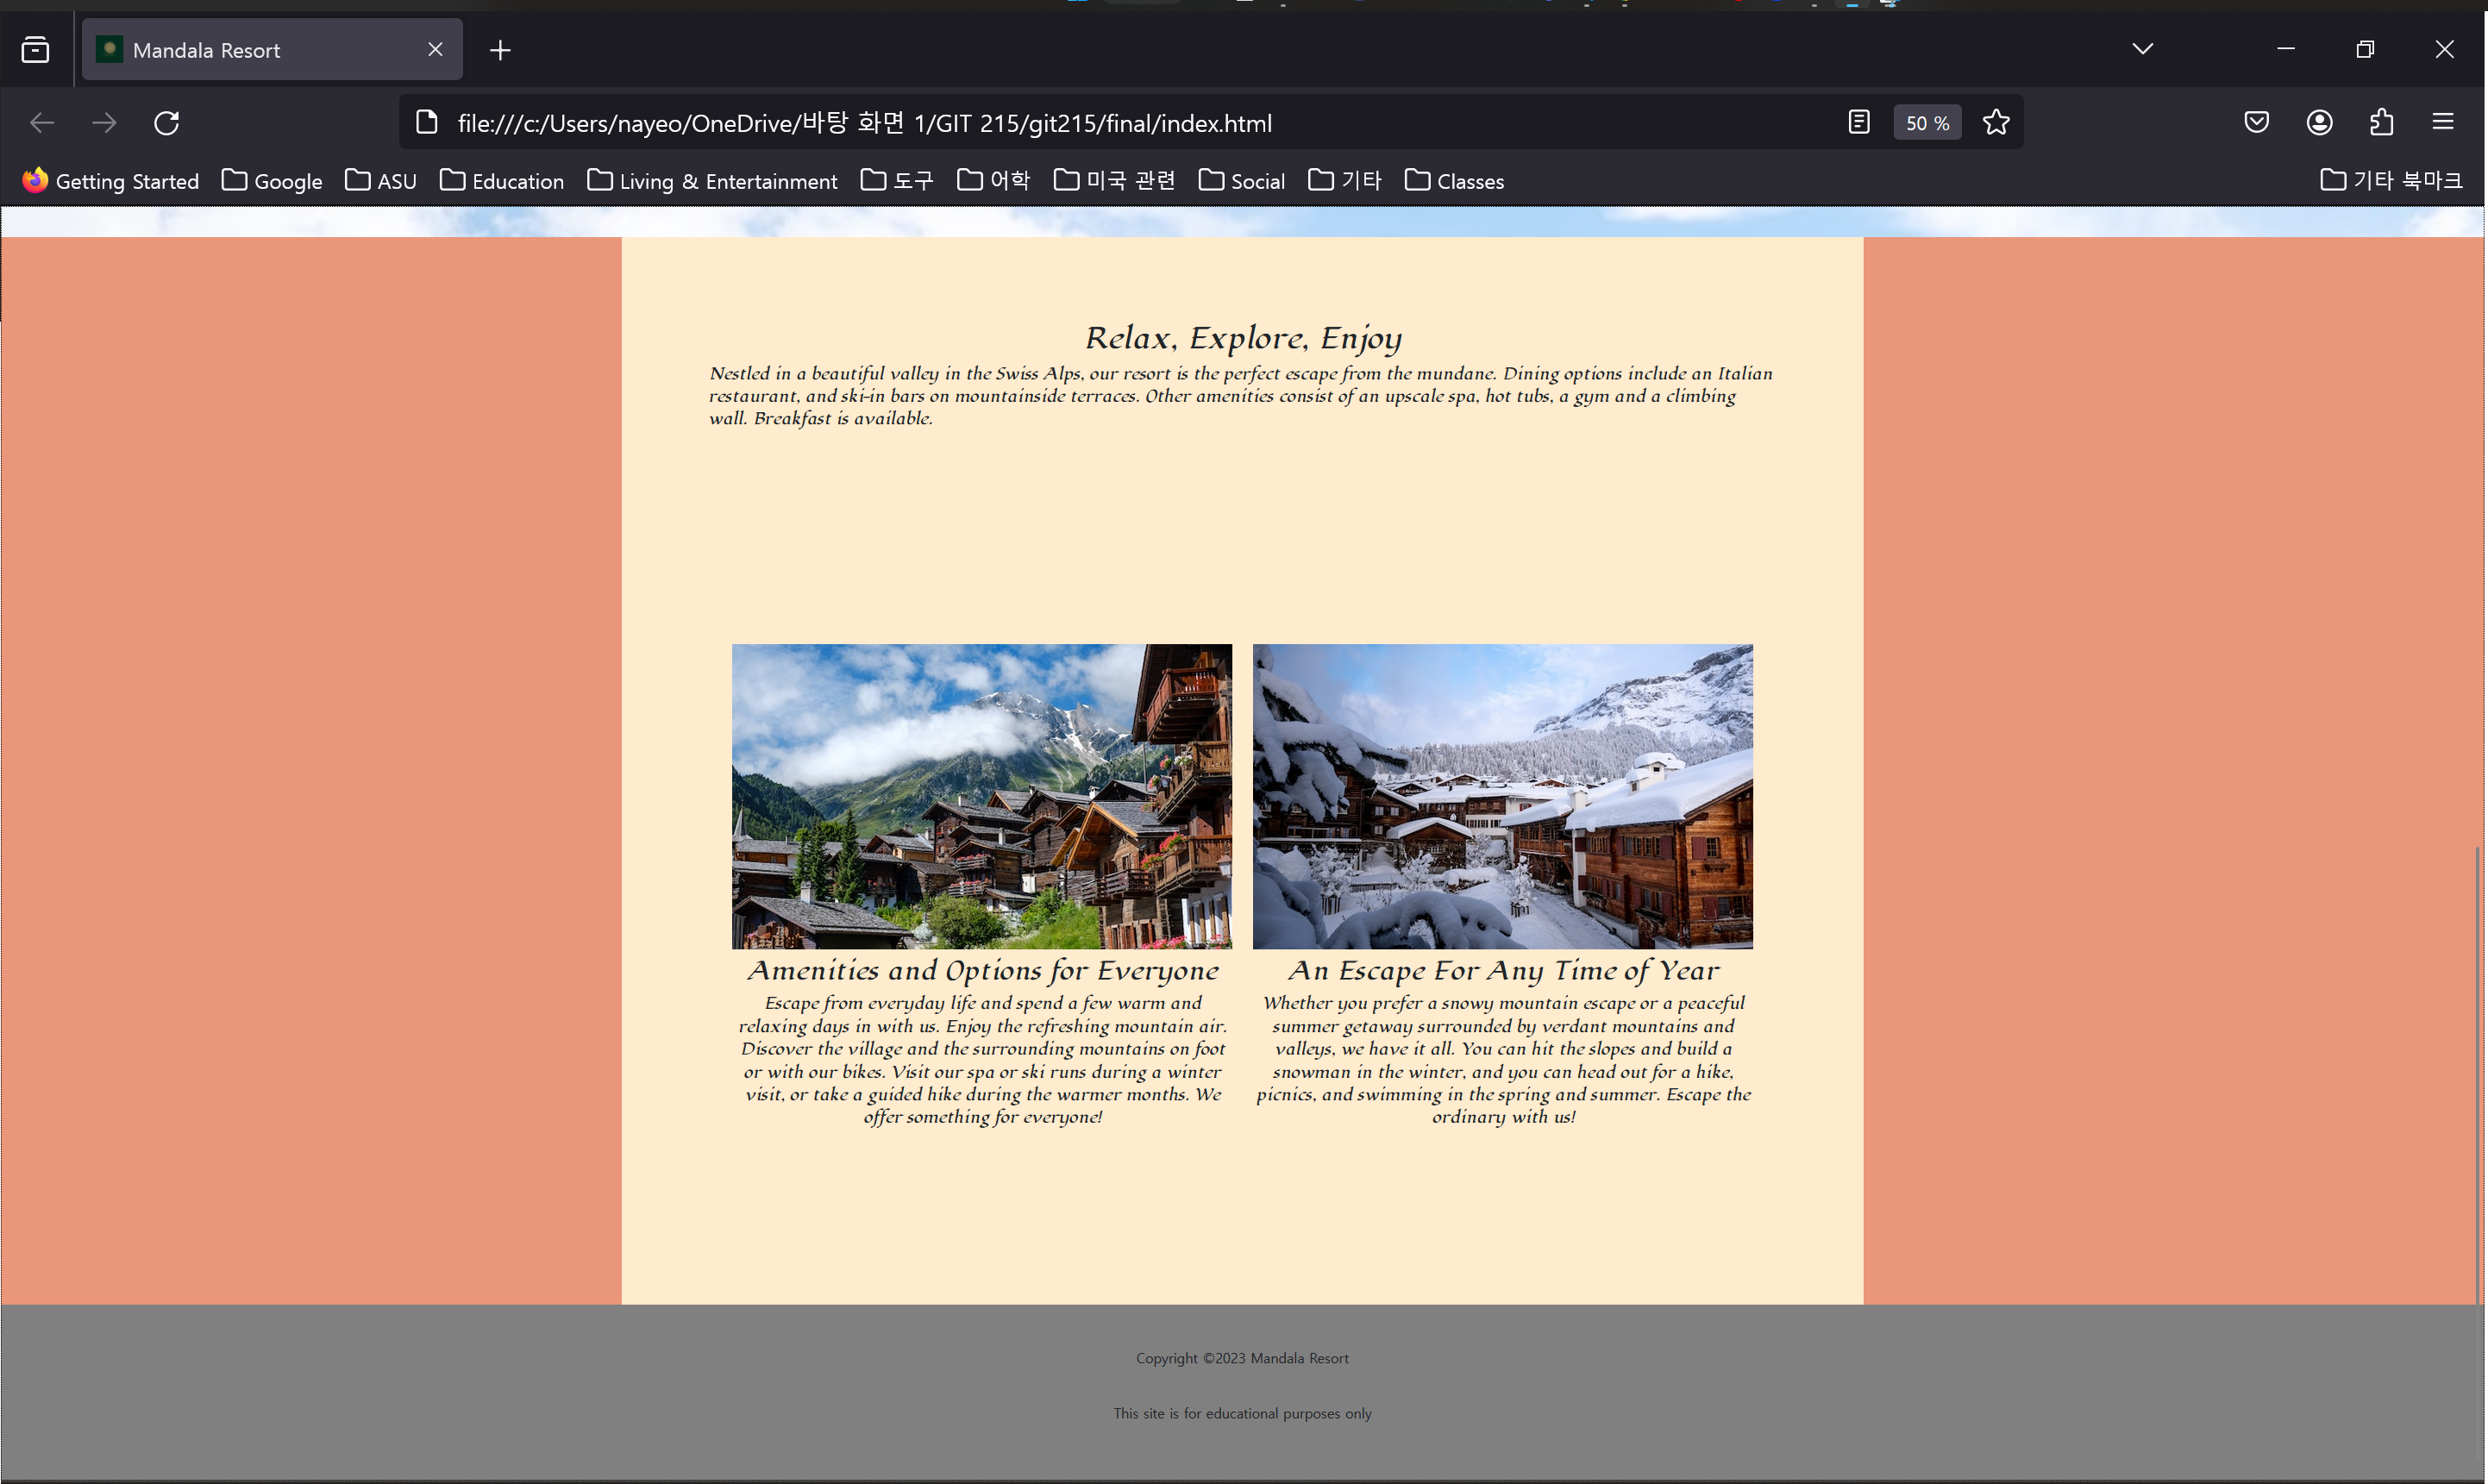 Mandala Resort
file:///c:/Users/nayeo/OneDrive/바탕 화면 1/GIT 215/git215/final/index.html
50 %
Getting Started Google ASU Education Living & Entertainment 도구 어학 미국 관련 Social 기타 Classes 기타 북마크
Relax, Explore, Enjoy
Nestled in a beautiful valley in the Swiss Alps, our resort is the perfect escape from the mundane. Dining options include an Italian
restaurant, and ski-in bars on mountainside terraces. Other amenities consist of an upscale spa, hot tubs, a gym and a climbing
wall. Breakfast is available.
Amenities and Options for Everyone
Escape from everyday life and spend a few warm and
relaxing days in with us. Enjoy the refreshing mountain air.
Discover the village and the surrounding mountains on foot
or with our bikes. Visit our spa or ski runs during a winter
visit, or take a guided hike during the warmer months. We
offer something for everyone!
An Escape For Any Time of Year
Whether you prefer a snowy mountain escape or a peaceful
summer getaway surrounded by verdant mountains and
valleys, we have it all. You can hit the slopes and build a
snowman in the winter, and you can head out for a hike,
picnics, and swimming in the spring and summer. Escape the
ordinary with us!
Copyright ©2023 Mandala Resort
This site is for educational purposes only